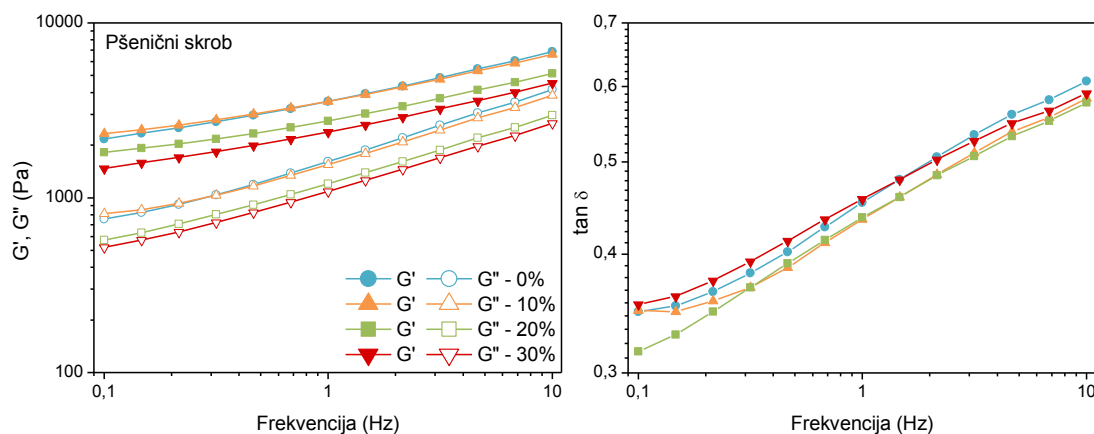 10000
1000
100
G', G" (Pa)
Pšenični skrob
G' G" - 0%
G' G" - 10%
G' G" - 20%
G' G" - 30%
0,1 1 10
Frekvencija (Hz)
0,7
0,6
0,5
0,4
0,3
tan δ
0,1 1 10
Frekvencija (Hz)